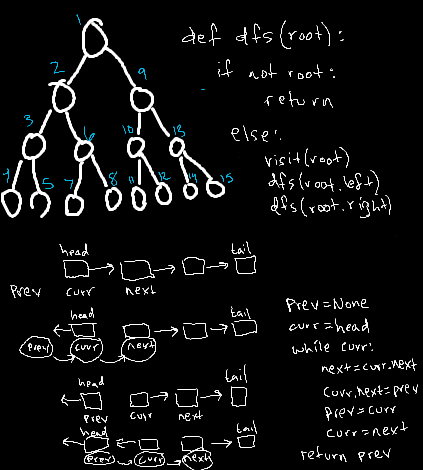 1
def dfs(root):
2
9
if not root:
return
3
16
10
13
else:
4
5
7
8
11
12
14
15
visit(root)
dfs(root.left)
dfs(root.right)
head
tail
Prev curr next
head
tail
prev curr next
head
tail
prev curr next
head
tail
prev curr next
Prev=None
curr=head
while curr:
next=curr.next
curr.next=prev
prev=curr
curr=next
return prev